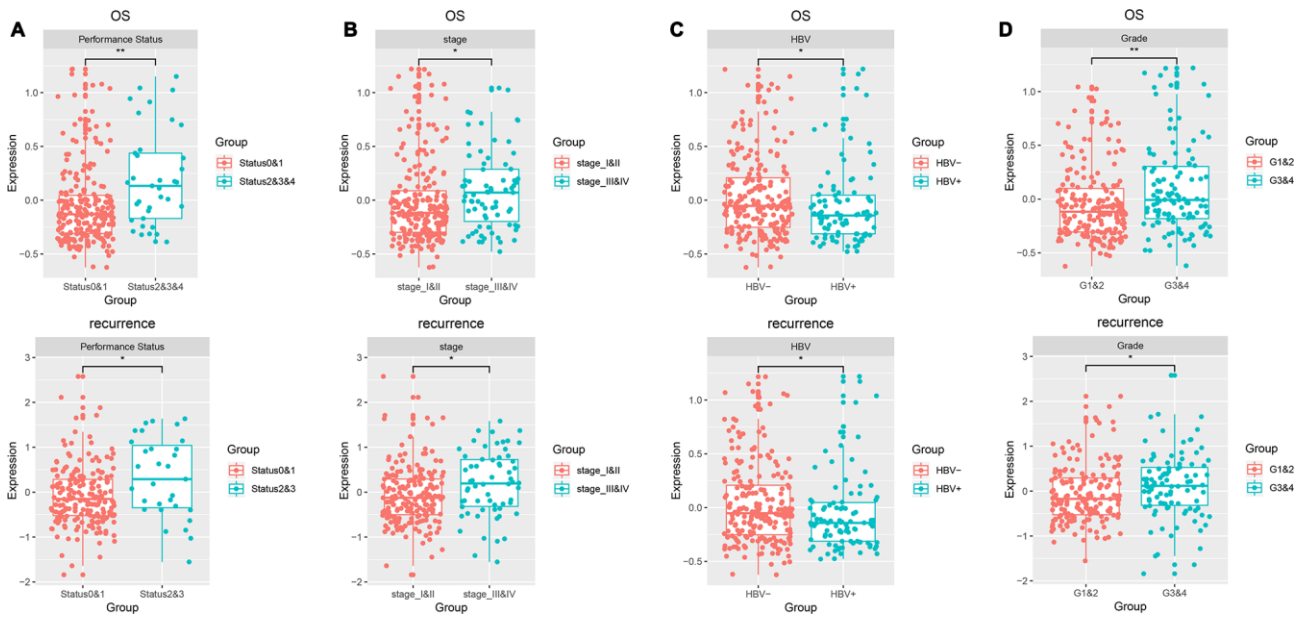 A
OS
Performance Status
**
1.0
0.5
0.0
−0.5
Expression
Status0&1
Status2&3&4
Group
Group
Status0&1
Status2&3&4
B
OS
stage
*
1.0
0.5
0.0
−0.5
Expression
stage_I&II
stage_III&IV
Group
Group
stage_I&II
stage_III&IV
C
OS
HBV
*
1.0
0.5
0.0
−0.5
Expression
HBV−
HBV+
Group
Group
HBV−
HBV+
D
OS
Grade
**
1.0
0.5
0.0
−0.5
Expression
G1&2
G3&4
Group
Group
G1&2
G3&4
recurrence
Performance Status
*
3
2
1
0
−1
−2
Expression
Status0&1
Status2&3
Group
Group
Status0&1
Status2&3
recurrence
stage
*
3
2
1
0
−1
−2
Expression
stage_I&II
stage_III&IV
Group
Group
stage_I&II
stage_III&IV
recurrence
HBV
*
1.0
0.5
0.0
−0.5
Expression
HBV−
HBV+
Group
Group
HBV−
HBV+
recurrence
Grade
*
3
2
1
0
−1
−2
Expression
G1&2
G3&4
Group
Group
G1&2
G3&4